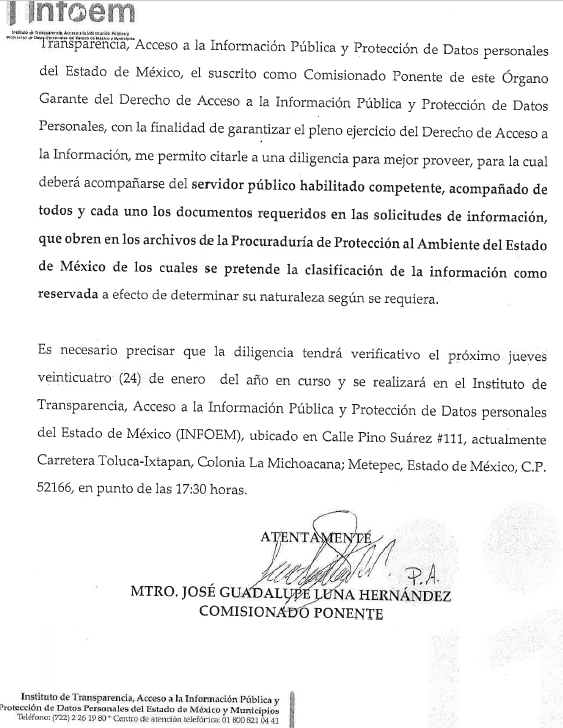 Infoem
Instituto de Transparencia, Acceso a la Información Pública y
Protección de Datos Personales del Estado de México y Municipios
Transparencia, Acceso a la Información Pública y Protección de Datos personales
del Estado de México, el suscrito como Comisionado Ponente de este Órgano
Garante del Derecho de Acceso a la Información Pública y Protección de Datos
Personales, con la finalidad de garantizar el pleno ejercicio del Derecho de Acceso a
la Información, me permito citarle a una diligencia para mejor proveer, para la cual
deberá acompañarse del servidor público habilitado competente, acompañado de
todos y cada uno los documentos requeridos en las solicitudes de información,
que obren en los archivos de la Procuraduría de Protección al Ambiente del Estado
de México de los cuales se pretende la clasificación de la información como
reservada a efecto de determinar su naturaleza según se requiera.
Es necesario precisar que la diligencia tendrá verificativo el próximo jueves
veinticuatro (24) de enero del año en curso y se realizará en el Instituto de
Transparencia, Acceso a la Información Pública y Protección de Datos personales
del Estado de México (INFOEM), ubicado en Calle Pino Suárez #111, actualmente
Carretera Toluca-Ixtapan, Colonia La Michoacana; Metepec, Estado de México, C.P.
52166, en punto de las 17:30 horas.
ATENTAMENTE
P.A.
MTRO. JOSÉ GUADALUPE LUNA HERNÁNDEZ
COMISIONADO PONENTE
Instituto de Transparencia, Acceso a la Información Pública y
Protección de Datos Personales del Estado de México y Municipios
Teléfono: (722) 2 26 19 80 * Centro de atención telefónica: 01 800 821 04 41